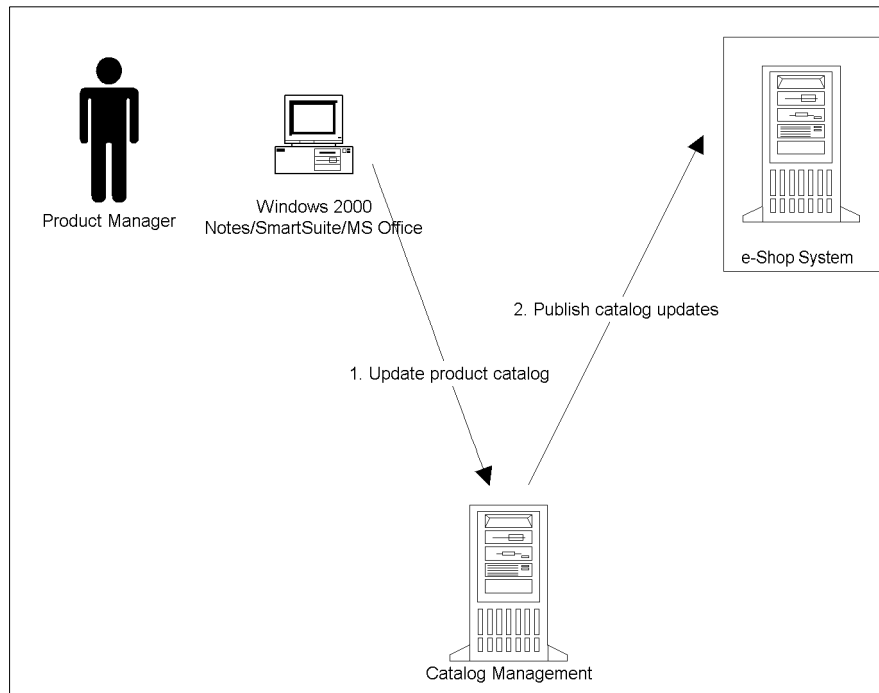 Product Manager
Windows 2000
Notes/SmartSuite/MS Office
e-Shop System
2. Publish catalog updates
1. Update product catalog
Catalog Management